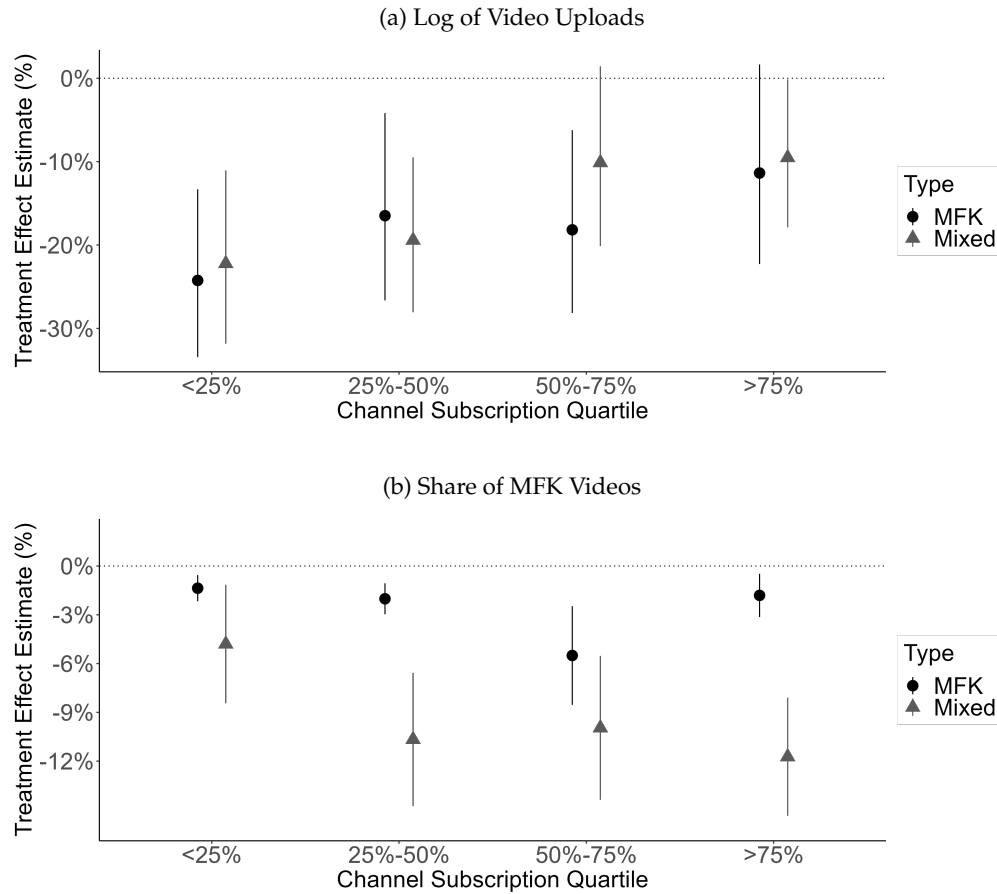 (a) Log of Video Uploads
Treatment Effect Estimate (%)
0%
-10%
-20%
-30%
<25%
25%-50%
50%-75%
>75%
Channel Subscription Quartile
Type
MFK
Mixed
(b) Share of MFK Videos
Treatment Effect Estimate (%)
0%
-3%
-6%
-9%
-12%
<25%
25%-50%
50%-75%
>75%
Channel Subscription Quartile
Type
MFK
Mixed